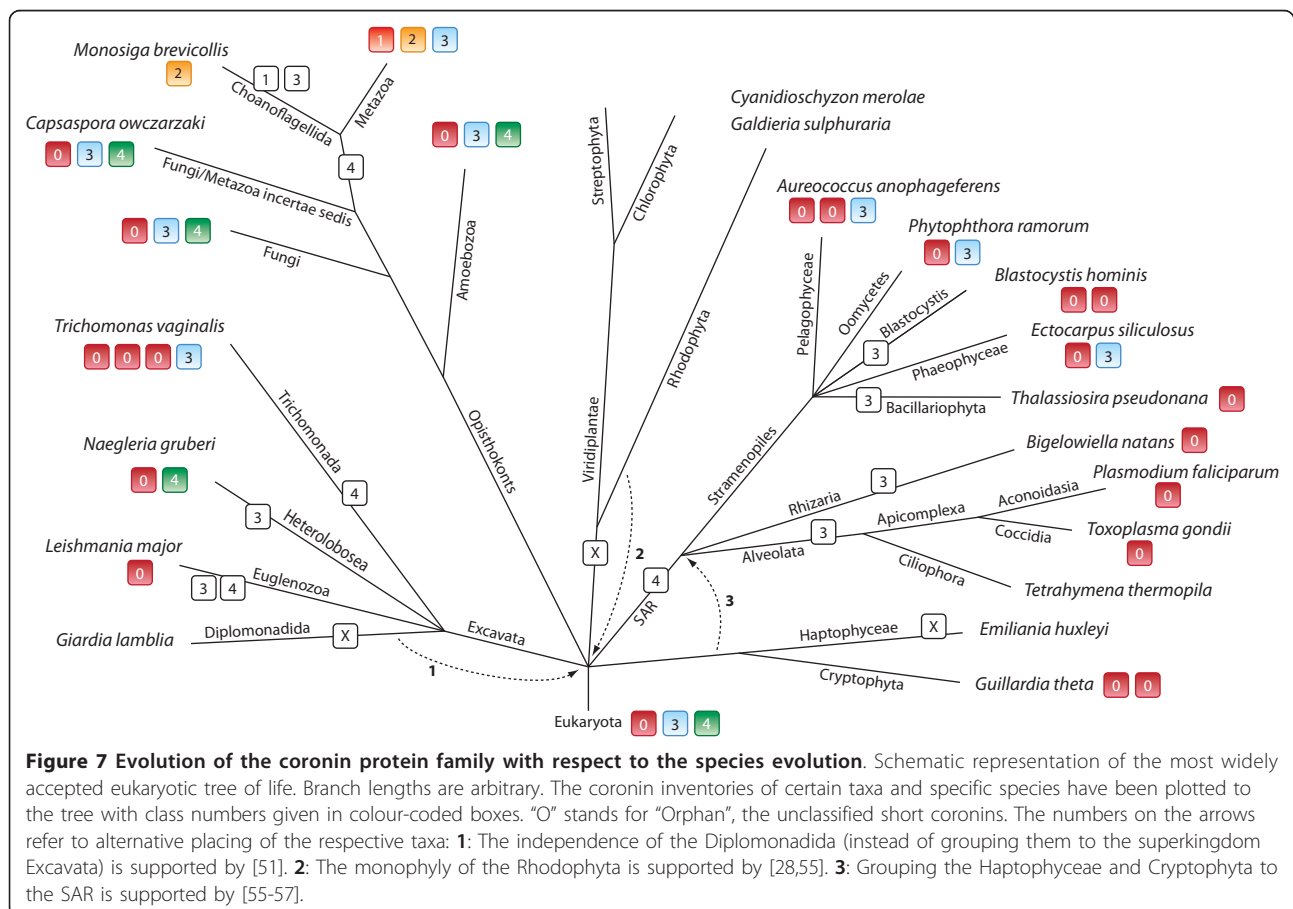 Monosiga brevicollis
2
1 3
Choanoflagellida
1 2 3
Metazoa
Capsaspora owczarzaki
0 3 4
4
Fungi/Metazoa incertae sedis
0 3 4
Fungi
0 3 4
Amoebozoa
Opisthokonts
Streptophyta
Chlorophyta
Viridiplantae
X
Cyanidioschyzon merolae
Galdieria sulphuraria
Rhodophyta
2
Trichomonas vaginalis
0 0 0 3
Trichomonada
4
Naegleria gruberi
0 4
3
Heterolobosea
Leishmania major
0
3 4
Euglenozoa
Giardia lamblia
Diplomonadida
X
Excavata
1
Aureococcus anophageferens
0 0 3
Pelagophyceae
Phytophthora ramorum
0 3
Oomycetes
Blastocystis hominis
0 0
Blastocystis
3
Ectocarpus siliculosus
0 3
Phaeophyceae
3
Bacillariophyta
Thalassiosira pseudonana 0
Stramenopiles
Bigelowiella natans 0
Rhizaria
3
Plasmodium faliciparum
0
Aconoidasia
Apicomplexa
3
Alveolata
Coccidia
Toxoplasma gondii
0
Ciliophora
Tetrahymena thermopila
4
SAR
3
Haptophyceae
X
Emiliania huxleyi
Cryptophyta
Guillardia theta 0 0
Eukaryota 0 3 4
Figure 7 Evolution of the coronin protein family with respect to the species evolution. Schematic representation of the most widely
accepted eukaryotic tree of life. Branch lengths are arbitrary. The coronin inventories of certain taxa and specific species have been plotted to
the tree with class numbers given in colour-coded boxes. "O" stands for "Orphan", the unclassified short coronins. The numbers on the arrows
refer to alternative placing of the respective taxa: 1: The independence of the Diplomonadida (instead of grouping them to the superkingdom
Excavata) is supported by [51]. 2: The monophyly of the Rhodophyta is supported by [28,55]. 3: Grouping the Haptophyceae and Cryptophyta to
the SAR is supported by [55-57].